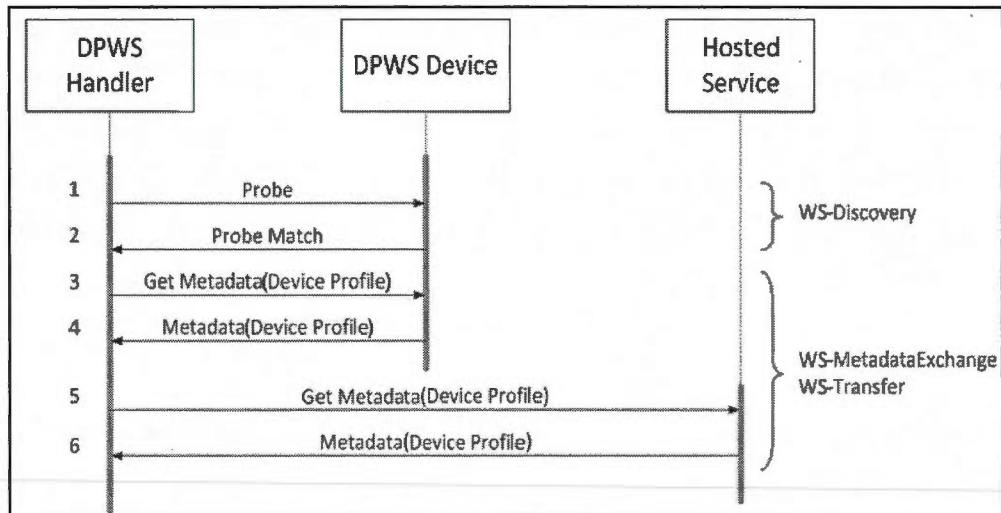 DPWS
Handler
DPWS Device
Hosted
Service
1
Probe
WS-Discovery
2
Probe Match
3
Get Metadata(Device Profile)
4
Metadata(Device Profile)
WS-MetadataExchange
WS-Transfer
5
Get Metadata(Device Profile)
6
Metadata(Device Profile)